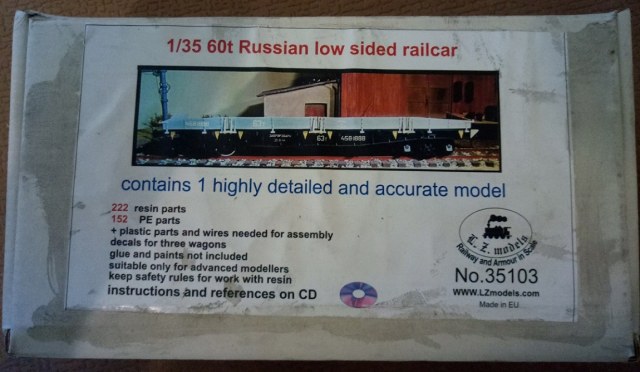 1/35 60t Russian low sided railcar
contains 1 highly detailed and accurate model
222 resin parts
152 PE parts
+ plastic parts and wires needed for assembly
decals for three wagons
glue and paints not included
suitable only for advanced modellers
keep safety rules for work with resin
instructions and references on CD
L. Z. models
Railway and Armour in Scale
No.35103
www.LZmodels.com
Made in EU